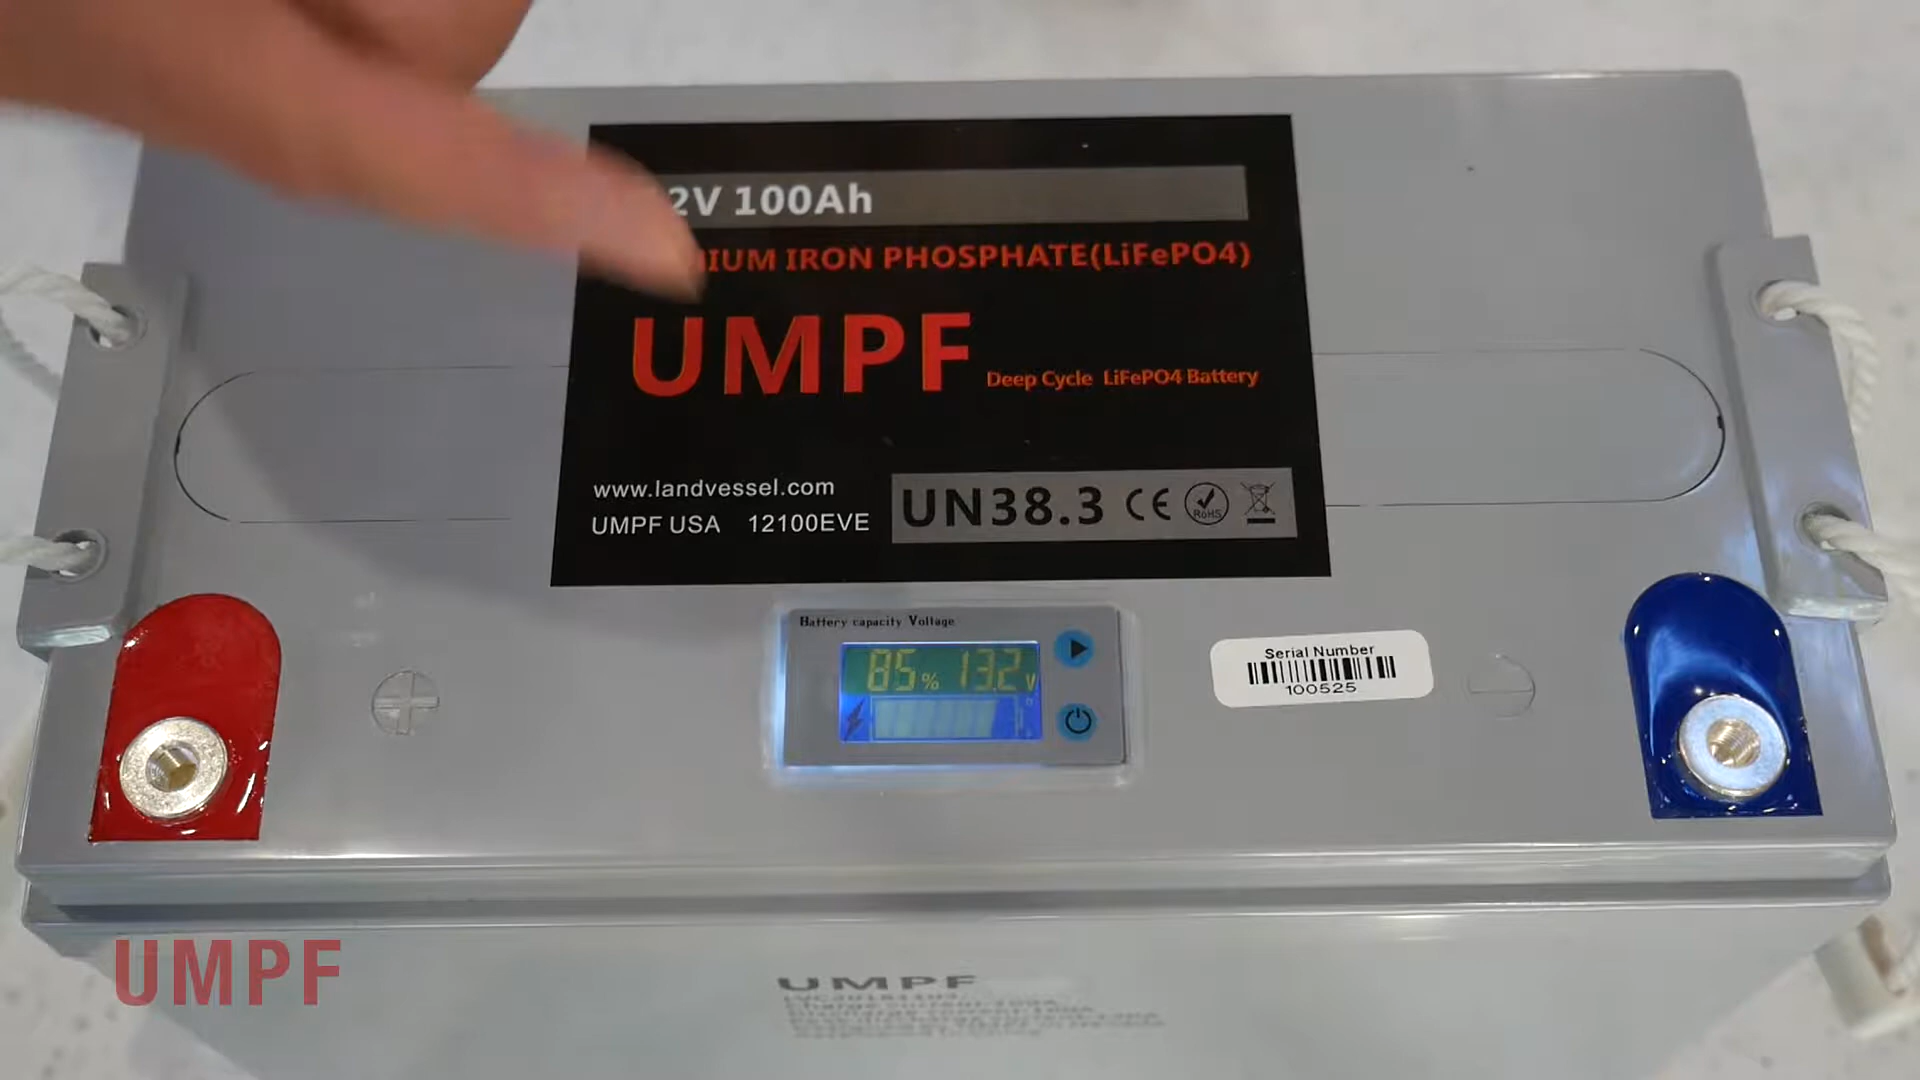 2V 100Ah
IUM IRON PHOSPHATE(LiFePO4)
UMPF Deep Cycle LiFePO4 Battery
www.landvessel.com
UMPF USA 12100EVE
UN38.3 CE RoHS
Battery capacity Voltage
85% 13.2V
Serial Number
100525
UMPF
UMPF